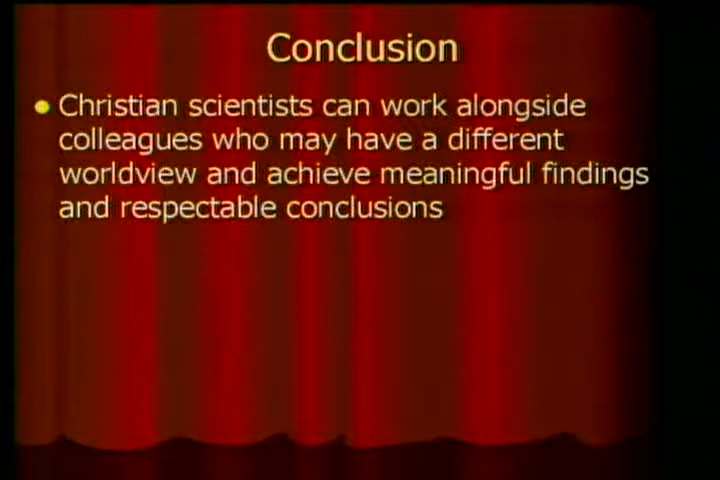 Conclusion
Christian scientists can work alongside
colleagues who may have a different
worldview and achieve meaningful findings
and respectable conclusions